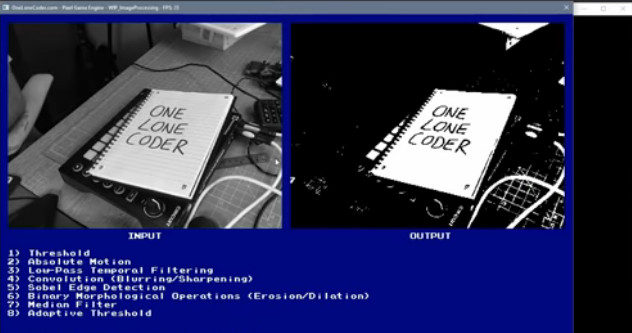 OneLoneCoder.com - Pixel Game Engine - WIP_ImageProcessing - FPS: 31
ONE
LONE
CODER
ONE
LONE
CODER
INPUT
OUTPUT
1) Threshold
2) Absolute Motion
3) Low-Pass Temporal Filtering
4) Convolution (Blurring/Sharpening)
5) Sobel Edge Detection
6) Binary Morphological Operations (Erosion/Dilation)
7) Median Filter
8) Adaptive Threshold